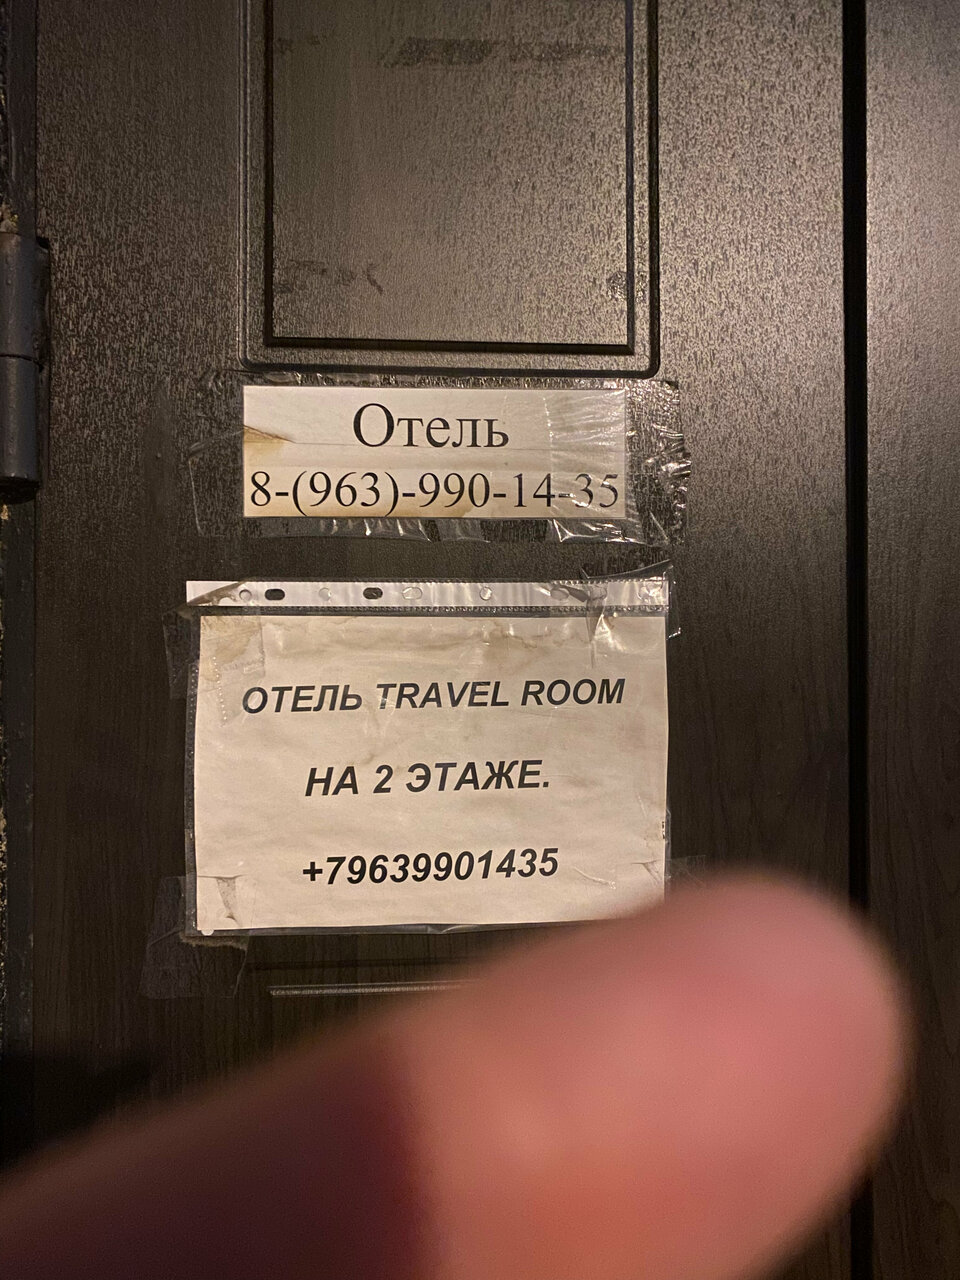 Отель
8-(963)-990-14-35
ОТЕЛЬ TRAVEL ROOM
НА 2 ЭТАЖЕ.
+79639901435